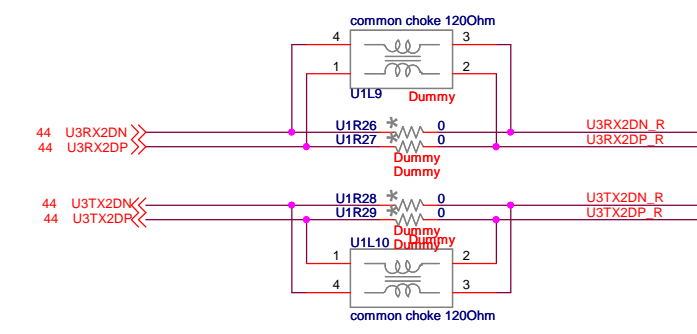 common choke 120Ohm
4 3
1 2
U1L9 Dummy
44 U3RX2DN U1R26 * 0 U3RX2DN_R
44 U3RX2DP U1R27 * 0 U3RX2DP_R
Dummy
Dummy
44 U3TX2DN U1R28 * 0 U3TX2DN_R
44 U3TX2DP U1R29 * 0 U3TX2DP_R
Dummy
U1L10 Dummy Dummy
1 2
4 3
common choke 120Ohm